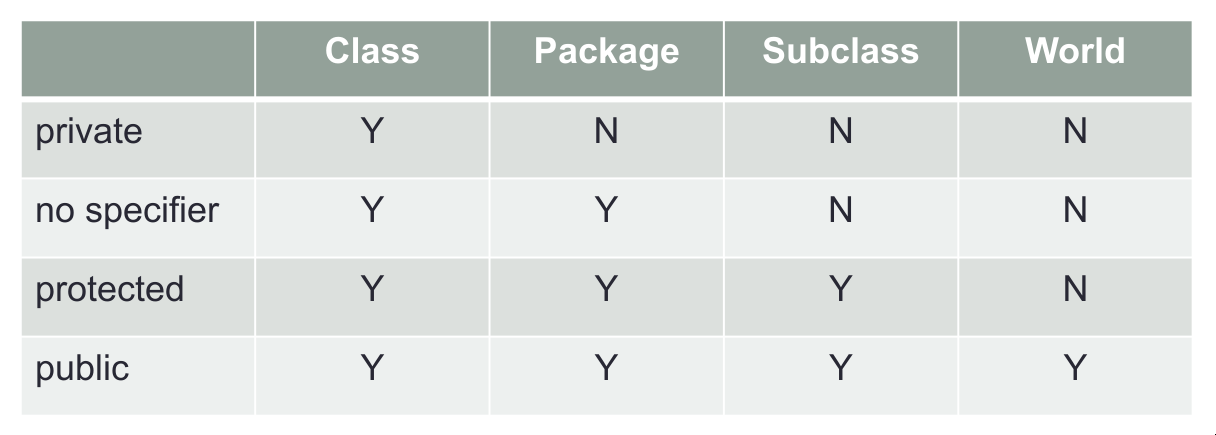 Class Package Subclass World
private Y N N N
no specifier Y Y N N
protected Y Y Y N
public Y Y Y Y